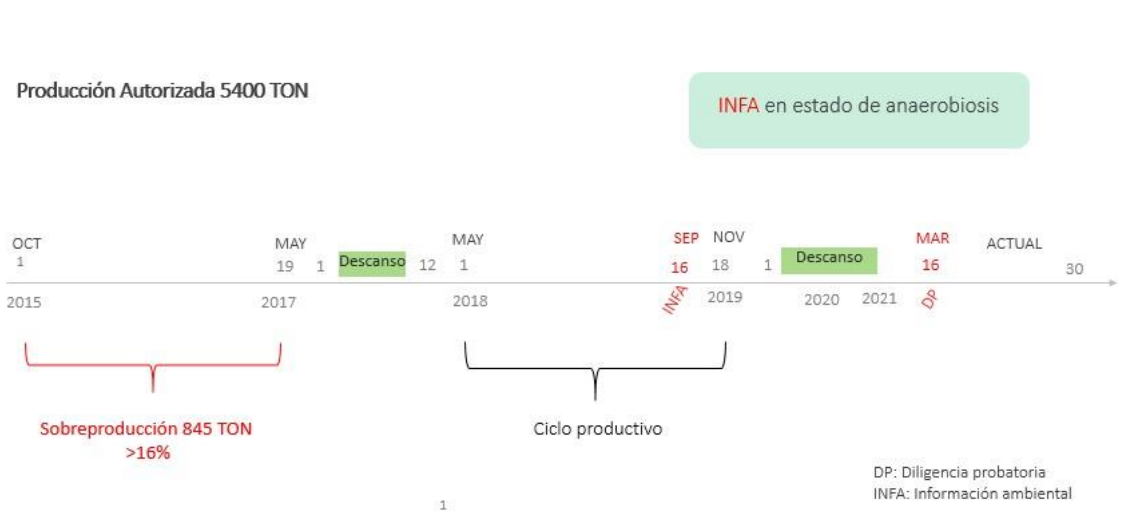 Producción Autorizada 5400 TON
INFA en estado de anaerobiosis
OCT MAY MAY SEP NOV MAR ACTUAL
1 19 1 Descanso 12 1 16 18 1 Descanso 16 30
2015 2017 2018 INFA 2019 2020 2021 DP
Sobreproducción 845 TON
>16%
Ciclo productivo
DP: Diligencia probatoria
INFA: Información ambiental
1